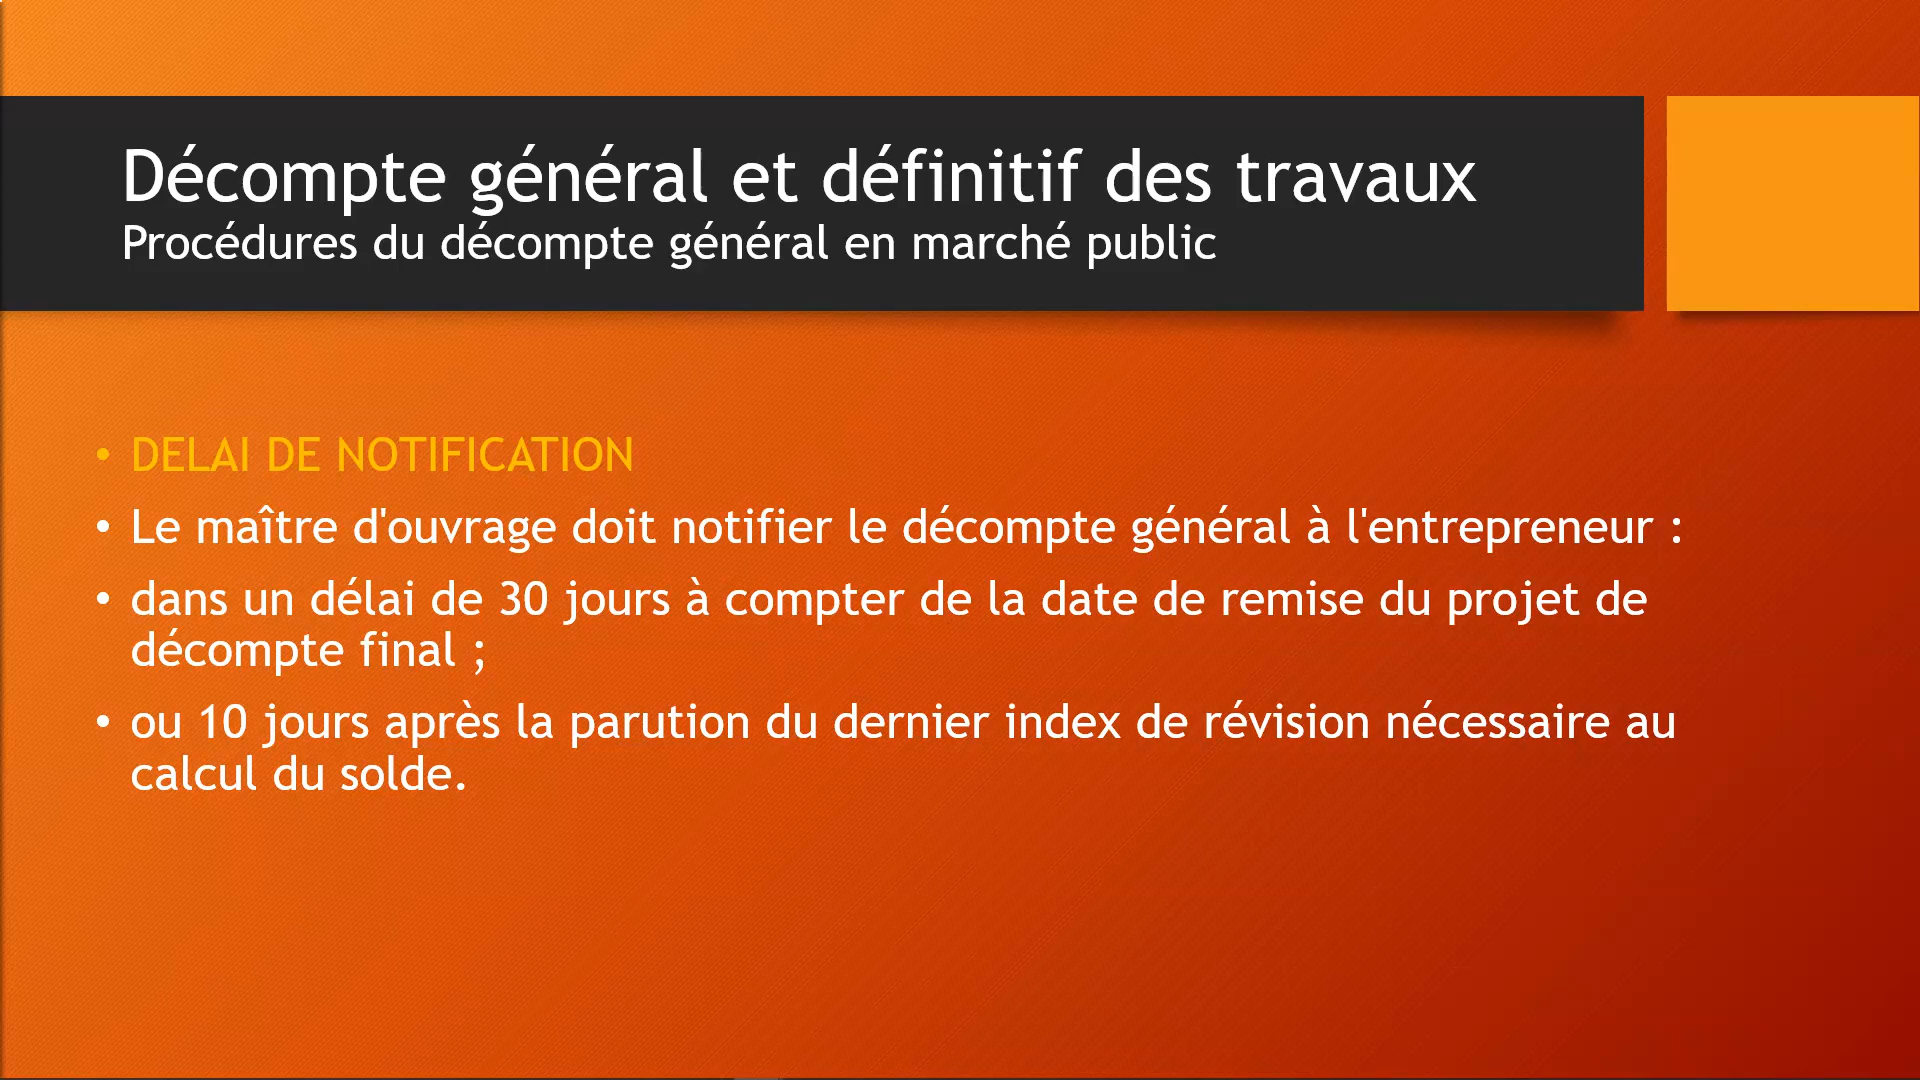 Décompte général et définitif des travaux
Procédures du décompte général en marché public
• DELAI DE NOTIFICATION
• Le maître d'ouvrage doit notifier le décompte général à l'entrepreneur :
• dans un délai de 30 jours à compter de la date de remise du projet de
décompte final ;
• ou 10 jours après la parution du dernier index de révision nécessaire au
calcul du solde.